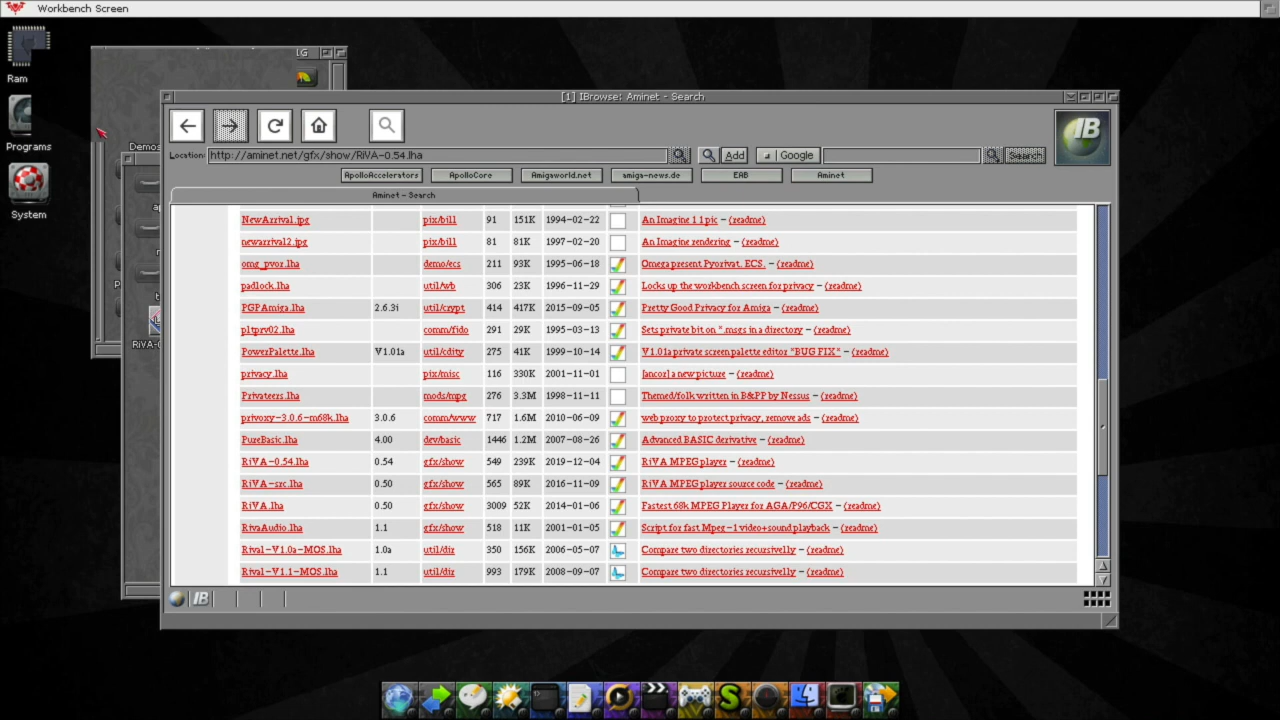 Workbench Screen
Ram
Programs
System
LG
Demos
[1] IBrowse: Aminet - Search
IB
Location: http://aminet.net/gfx/show/RiVA-0.54.lha Add Google Search
ApolloAccelerators ApolloCore Amigaworld.net amiga-news.de EAB Aminet
Aminet - Search
NewArrival.jpg pix/bill 91 151K 1994-02-22 An Imagine 1 1 pic - (readme)
newarrival2.jpg pix/bill 81 81K 1997-02-20 An Imagine rendering - (readme)
omg_pvor.lha demo/ecs 211 93K 1995-06-18 Omega present Pyorivat. ECS. - (readme)
padlock.lha util/wb 306 23K 1996-11-29 Locks up the workbench screen for privacy - (readme)
PGPAmiga.lha 2.6.3i util/crypt 414 417K 2015-09-05 Pretty Good Privacy for Amiga - (readme)
pltprv02.lha comm/fido 291 29K 1995-03-13 Sets private bit on *.msgs in a directory - (readme)
PowerPalette.lha V1.01a util/cdity 275 41K 1999-10-14 V1.01a private screen palette editor "BUG FIX" - (readme)
privacy.lha pix/misc 116 330K 2001-11-01 [ancor] a new picture - (readme)
Privateers.lha mods/mpg 276 3.3M 1998-11-11 Themed/folk written in B&PP by Nessus - (readme)
privoxy-3.0.6-m68k.lha 3.0.6 comm/www 717 1.6M 2010-06-09 web proxy to protect privacy, remove ads - (readme)
PureBasic.lha 4.00 dev/basic 1446 1.2M 2007-08-26 Advanced BASIC derivative - (readme)
RiVA-0.54.lha 0.54 gfx/show 549 239K 2019-12-04 RiVA MPEG player - (readme)
RiVA-src.lha 0.50 gfx/show 565 89K 2016-11-09 RiVA MPEG player source code - (readme)
RiVA.lha 0.50 gfx/show 3009 52K 2014-01-06 Fastest 68k MPEG Player for AGA/P96/CGX - (readme)
RivaAudio.lha 1.1 gfx/show 518 11K 2001-01-05 Script for fast Mpeg-1 video+sound playback - (readme)
Rival-V1.0a-MOS.lha 1.0a util/dir 350 156K 2006-05-07 Compare two directories recursivelly - (readme)
Rival-V1.1-MOS.lha 1.1 util/dir 993 179K 2008-09-07 Compare two directories recursivelly - (readme)
IB